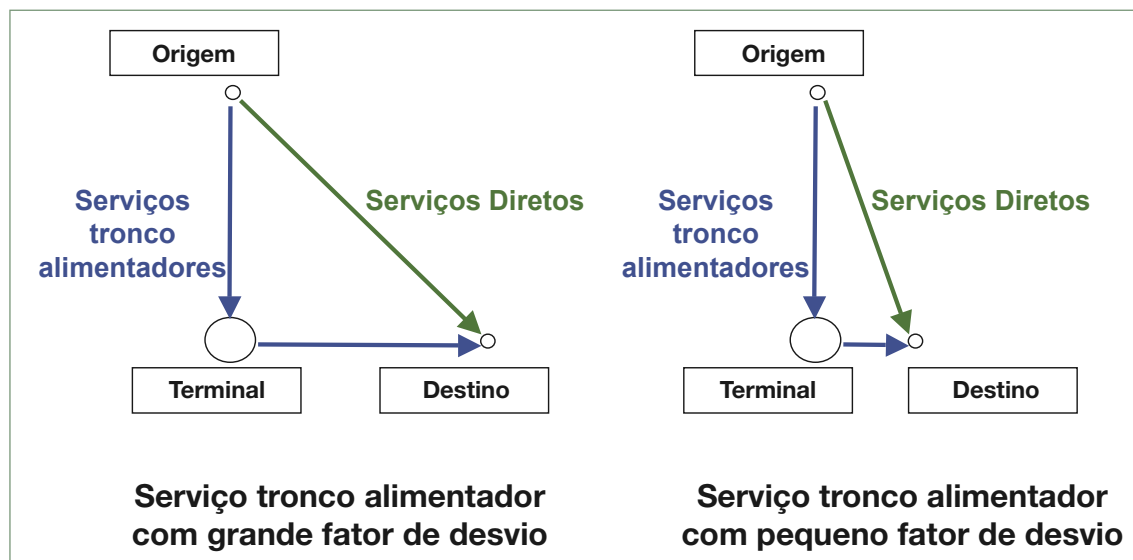 Origem
Serviços
tronco
alimentadores
Serviços Diretos
Terminal
Destino
Serviço tronco alimentador
com grande fator de desvio
Origem
Serviços
tronco
alimentadores
Serviços Diretos
Terminal
Destino
Serviço tronco alimentador
com pequeno fator de desvio